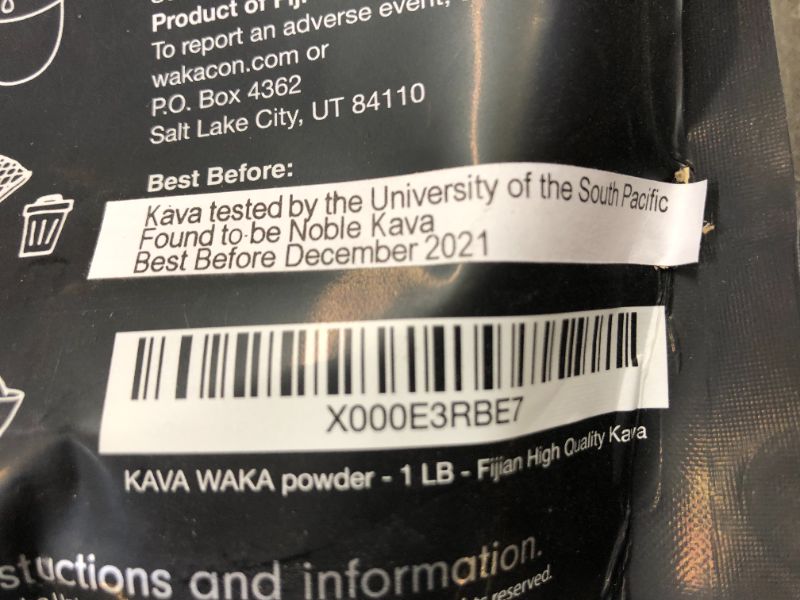 Product of Fiji
To report an adverse event,
wakacon.com or
P.O. Box 4362
Salt Lake City, UT 84110
Best Before:
Kava tested by the University of the South Pacific
Found to be Noble Kava
Best Before December 2021
X000E3RBE7
KAVA WAKA powder - 1 LB - Fijian High Quality Kava
structions and information.
reserved.